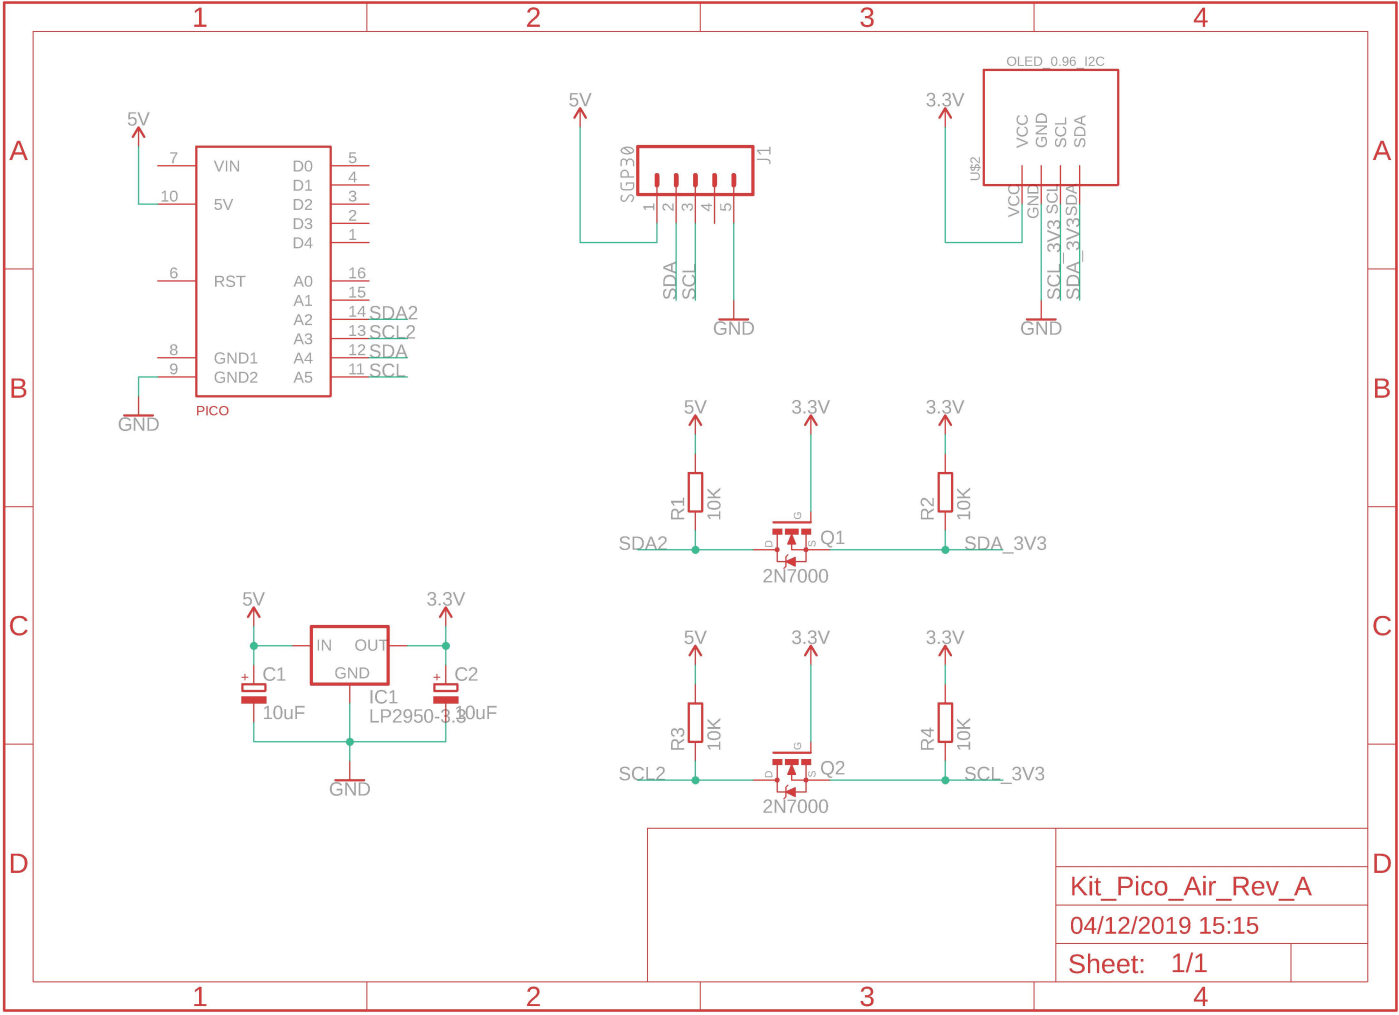 1 2 3 4
A
B
C
D
A
B
C
D
1 2 3 4
5V
7 VIN
10 5V
6 RST
8 GND1
9 GND2
D0 5
D1 4
D2 3
D3 2
D4 1
A0 16
A1 15
A2 14 SDA2
A3 13 SCL2
A4 12 SDA
A5 11 SCL
PICO
GND
5V
SGP30
J1
1 2 3 4 5
SDA
SCL
GND
3.3V
OLED_0.96_I2C
VCC
GND
SCL
SDA
U$2
VCC
GND
SCL
SDA
SCL_3V3
SDA_3V3
GND
5V
3.3V
3.3V
R1
10K
R2
10K
G
D
S
Q1
SDA2
SDA_3V3
2N7000
5V
3.3V
IN OUT
GND
+ C1
10uF
IC1
LP2950-3.3
+ C2
10uF
GND
5V
3.3V
3.3V
R3
10K
R4
10K
G
D
S
Q2
SCL2
SCL_3V3
2N7000
Kit_Pico_Air_Rev_A
04/12/2019 15:15
Sheet: 1/1